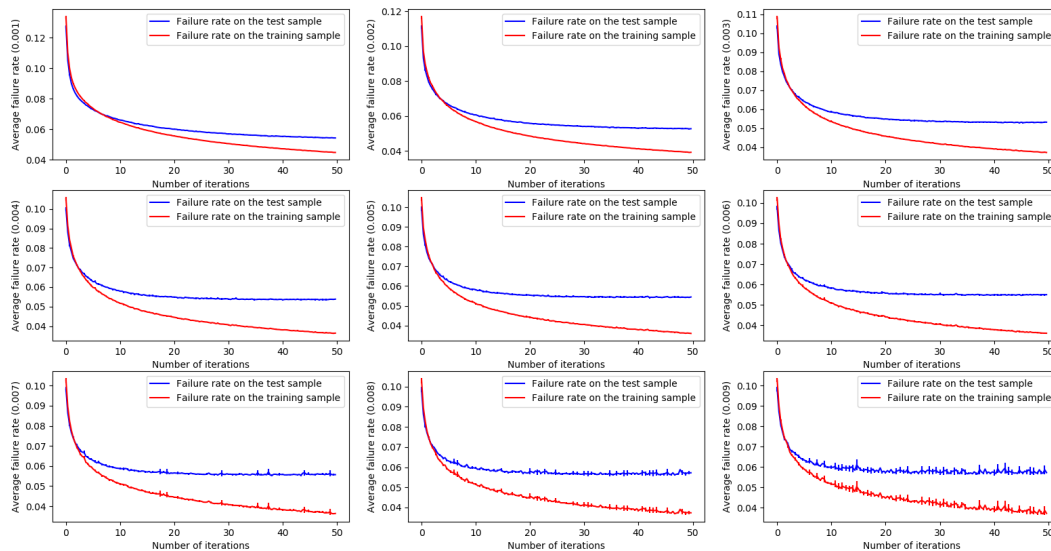 Average failure rate (0.001)
0.12
0.10
0.08
0.06
0.04
Failure rate on the test sample
Failure rate on the training sample
0 10 20 30 40 50
Number of iterations
Average failure rate (0.002)
0.10
0.08
0.06
0.04
Failure rate on the test sample
Failure rate on the training sample
0 10 20 30 40 50
Number of iterations
Average failure rate (0.003)
0.11
0.10
0.09
0.08
0.07
0.06
0.05
0.04
Failure rate on the test sample
Failure rate on the training sample
0 10 20 30 40 50
Number of iterations
Average failure rate (0.004)
0.10
0.09
0.08
0.07
0.06
0.05
0.04
Failure rate on the test sample
Failure rate on the training sample
0 10 20 30 40 50
Number of iterations
Average failure rate (0.005)
0.10
0.09
0.08
0.07
0.06
0.05
0.04
Failure rate on the test sample
Failure rate on the training sample
0 10 20 30 40 50
Number of iterations
Average failure rate (0.006)
0.10
0.09
0.08
0.07
0.06
0.05
0.04
Failure rate on the test sample
Failure rate on the training sample
0 10 20 30 40 50
Number of iterations
Average failure rate (0.007)
0.10
0.09
0.08
0.07
0.06
0.05
0.04
Failure rate on the test sample
Failure rate on the training sample
0 10 20 30 40 50
Number of iterations
Average failure rate (0.008)
0.10
0.09
0.08
0.07
0.06
0.05
0.04
Failure rate on the test sample
Failure rate on the training sample
0 10 20 30 40 50
Number of iterations
Average failure rate (0.009)
0.10
0.09
0.08
0.07
0.06
0.05
0.04
Failure rate on the test sample
Failure rate on the training sample
0 10 20 30 40 50
Number of iterations